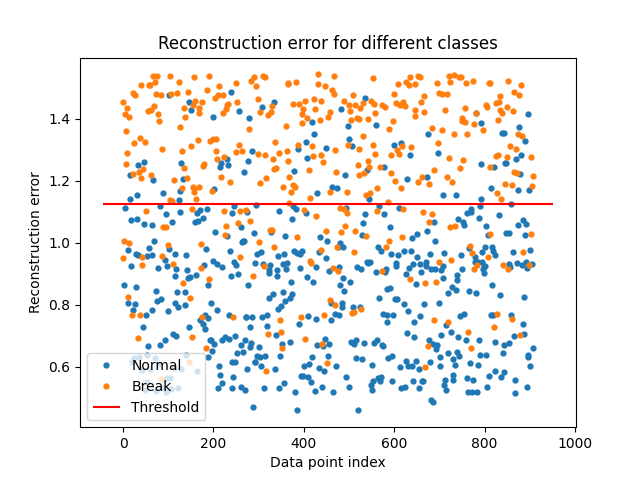 Reconstruction error for different classes
Reconstruction error
1.4
1.2
1.0
0.8
0.6
Normal
Break
Threshold
0
200
400
600
800
1000
Data point index